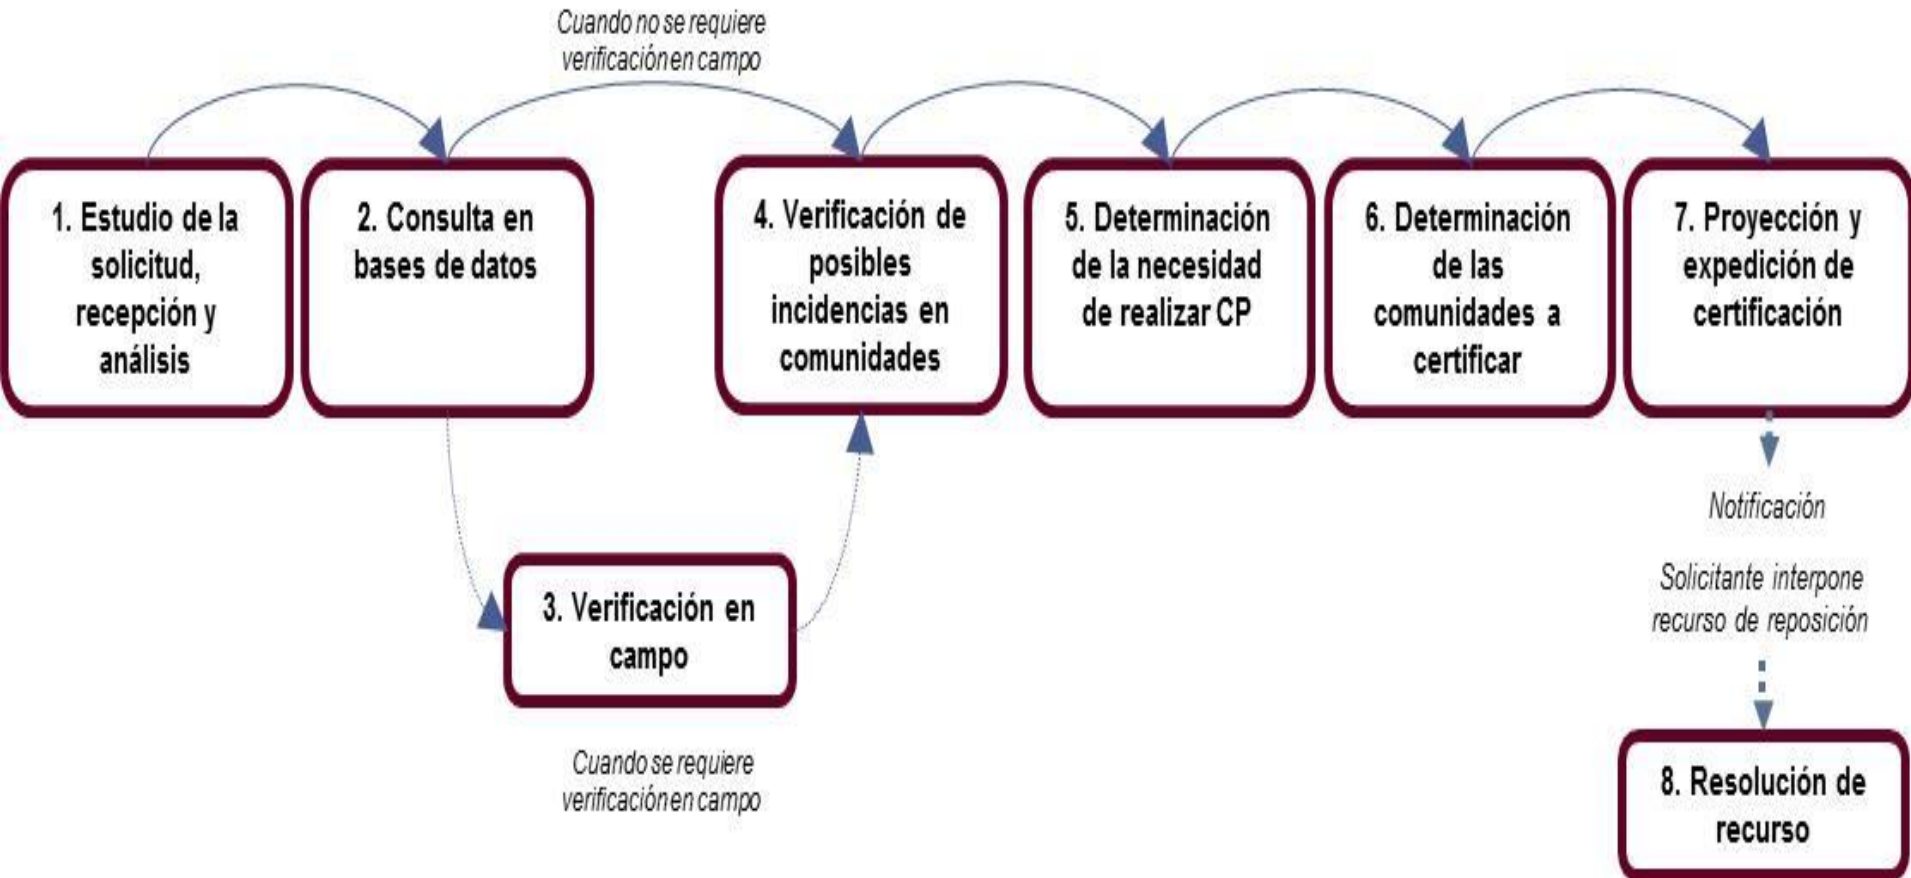 Cuando no se requiere
verificación en campo
1. Estudio de la
solicitud,
recepción y
análisis
2. Consulta en
bases de datos
4. Verificación de
posibles
incidencias en
comunidades
5. Determinación
de la necesidad
de realizar CP
6. Determinación
de las
comunidades a
certificar
7. Proyección y
expedición de
certificación
3. Verificación en
campo
Cuando se requiere
verificación en campo
Notificación
Solicitante interpone
recurso de reposición
8. Resolución de
recurso